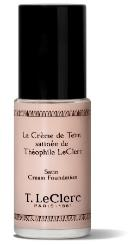 La Crème de Teint
satinée de
Théophile LeClerc
Satin
Cream Foundation
T. LeClerc
PARIS · 1881